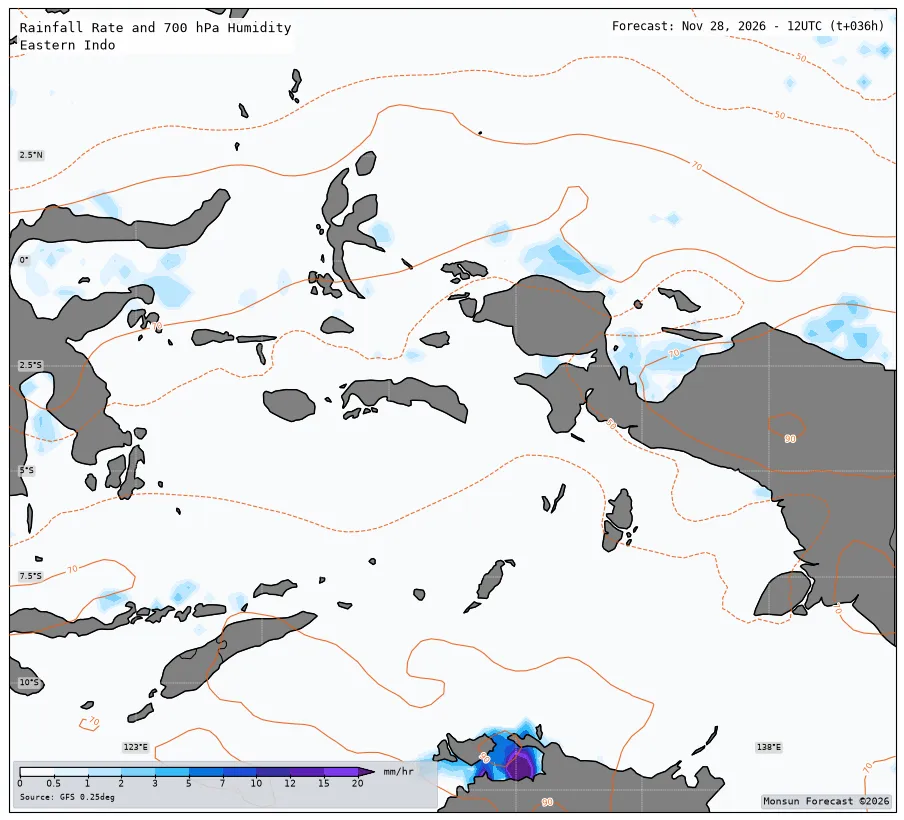 Rainfall Rate and 700 hPa Humidity
Eastern Indo
Forecast: Nov 28, 2026 - 12UTC (t+036h)
50
50
2.5°N
70
0°
70
2.5°S
70
50
90
5°S
7.5°S
70
70
10°S
70
123°E
138°E
90
70
90
mm/hr
0 0.5 1 2 3 5 7 10 12 15 20
Source: GFS 0.25deg
Monsun Forecast ©2026